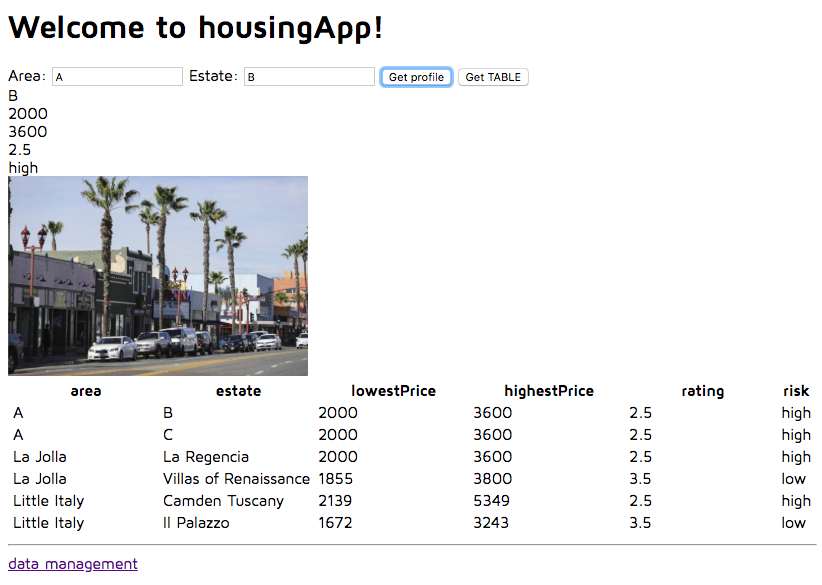 Welcome to housingApp!
Area: A Estate: B Get profile Get TABLE
B
2000
3600
2.5
high
area estate lowestPrice highestPrice rating risk
A B 2000 3600 2.5 high
A C 2000 3600 2.5 high
La Jolla La Regencia 2000 3600 2.5 high
La Jolla Villas of Renaissance 1855 3800 3.5 low
Little Italy Camden Tuscany 2139 5349 2.5 high
Little Italy Il Palazzo 1672 3243 3.5 low
data management